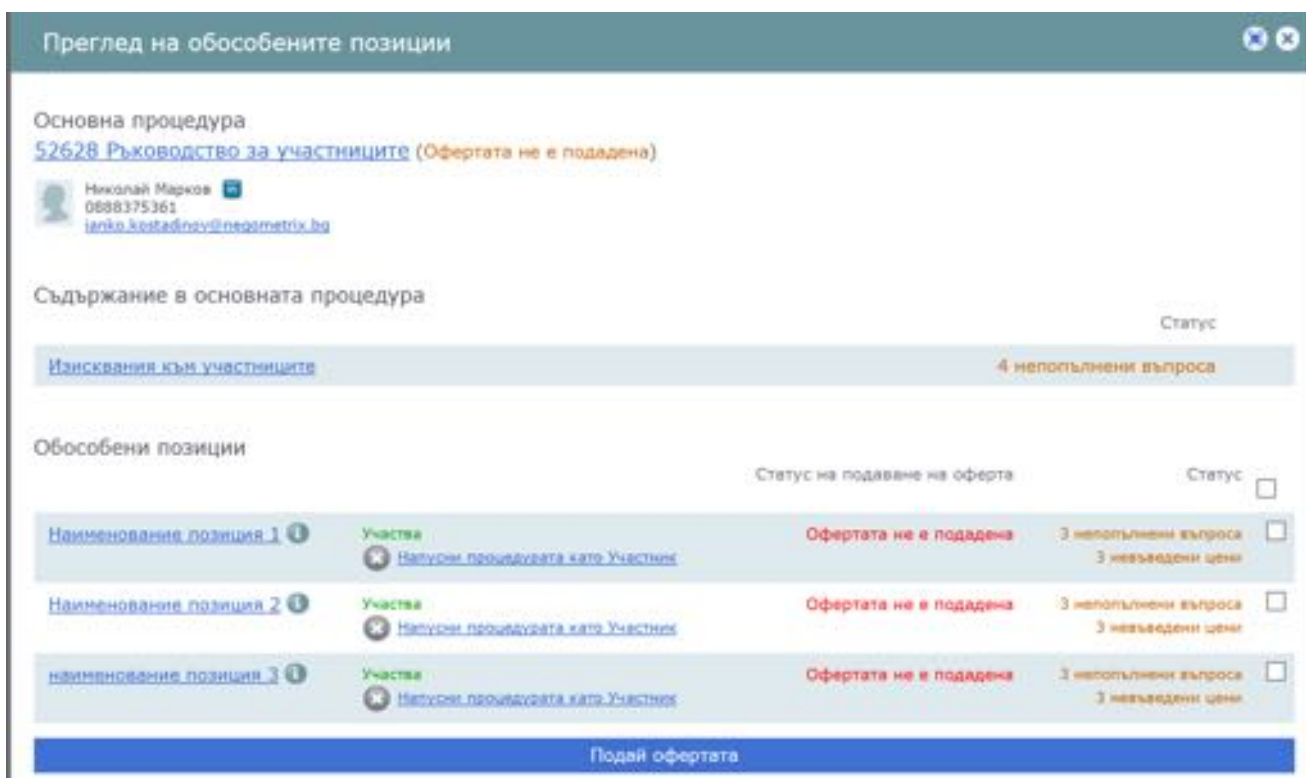 Преглед на обособените позиции
Основна процедура
52628 Ръководство за участниците (Офертата не е подадена)
Николай Марков
0888375361
janko.kostadinov@negometrix.bg
Съдържание в основната процедура
Статус
Изисквания към участниците 4 непопълнени въпроса
Обособени позиции
Статус на подаване на оферта Статус
Наименование позиция 1 Участва Офертата не е подадена 3 непопълнени въпроса
Напусни процедурата като Участник 3 невъведени цени
Наименование позиция 2 Участва Офертата не е подадена 3 непопълнени въпроса
Напусни процедурата като Участник 3 невъведени цени
наименование позиция 3 Участва Офертата не е подадена 3 непопълнени въпроса
Напусни процедурата като Участник 3 невъведени цени
Подай офертата